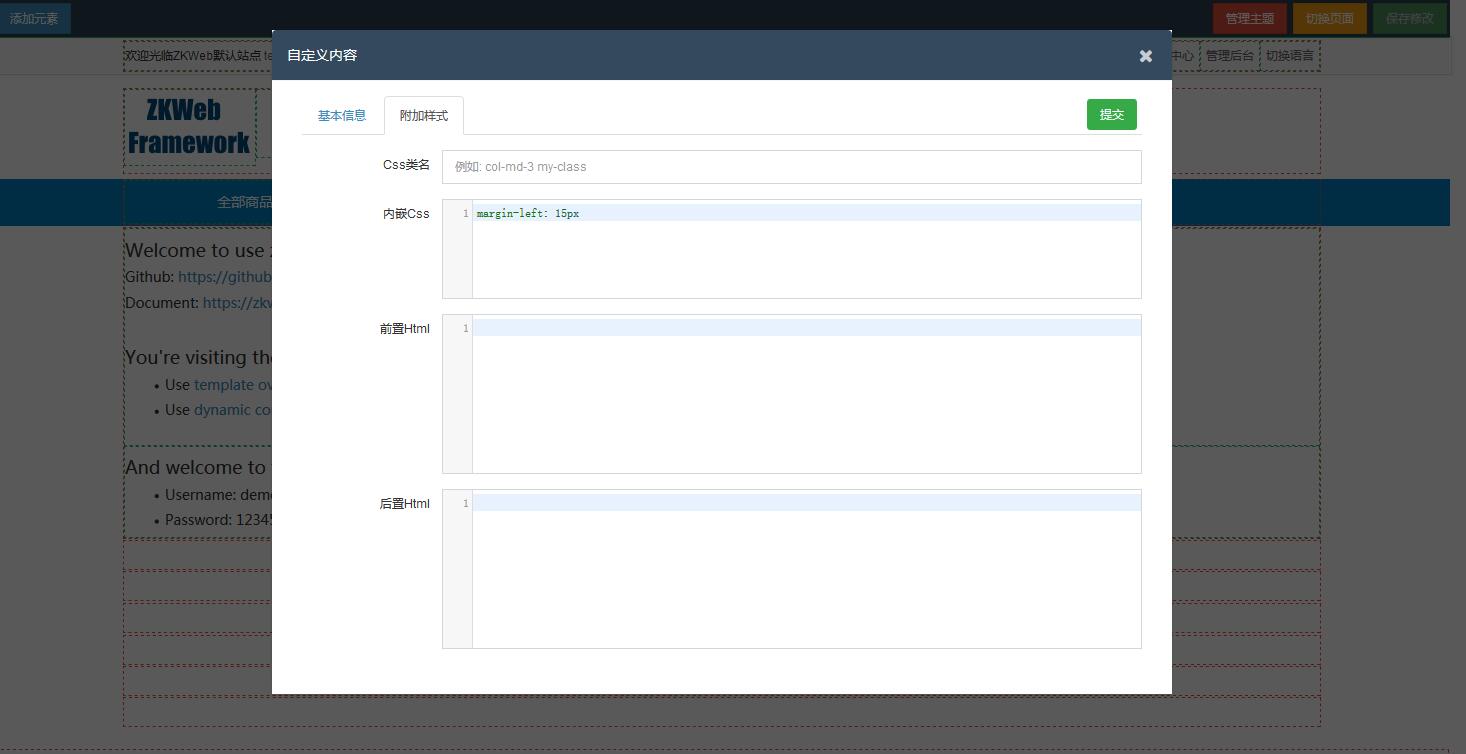 添加元素
管理主题 切换页面 保存修改
欢迎光临ZKWeb默认站点
中心 管理后台 切换语言
自定义内容
ZKWeb
Framework
基本信息 附加样式 提交
Css类名 例如: col-md-3 my-class
全部商品
内嵌Css 1 margin-left: 15px
Welcome to use
Github: https://github
Document: https://zkw
前置Html 1
You're visiting the
Use template ov
Use dynamic co
And welcome to
Username: demo
Password: 12345
后置Html 1